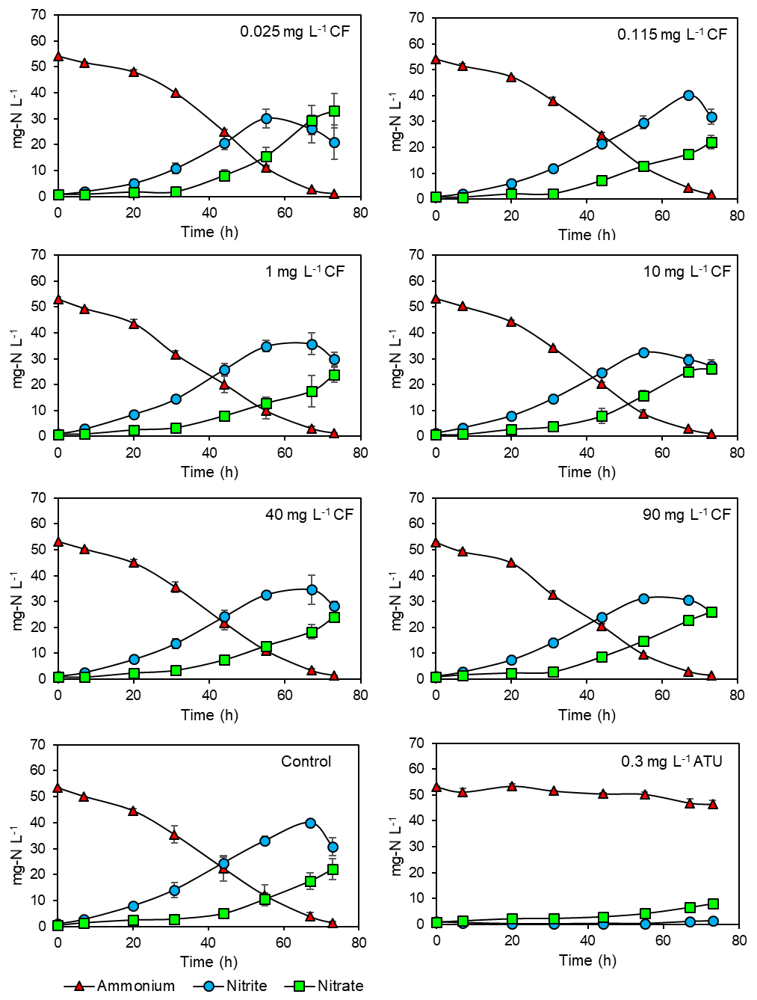 0.025 mg L-1 CF
mg-N L-1
70
60
50
40
30
20
10
0
0 20 40 60 80
Time (h)
0.115 mg L-1 CF
mg-N L-1
70
60
50
40
30
20
10
0
0 20 40 60 80
Time (h)
1 mg L-1 CF
mg-N L-1
70
60
50
40
30
20
10
0
0 20 40 60 80
Time (h)
10 mg L-1 CF
mg-N L-1
70
60
50
40
30
20
10
0
0 20 40 60 80
Time (h)
40 mg L-1 CF
mg-N L-1
70
60
50
40
30
20
10
0
0 20 40 60 80
Time (h)
90 mg L-1 CF
mg-N L-1
70
60
50
40
30
20
10
0
0 20 40 60 80
Time (h)
Control
mg-N L-1
70
60
50
40
30
20
10
0
0 20 40 60 80
Time (h)
0.3 mg L-1 ATU
mg-N L-1
70
60
50
40
30
20
10
0
0 20 40 60 80
Time (h)
Ammonium Nitrite Nitrate